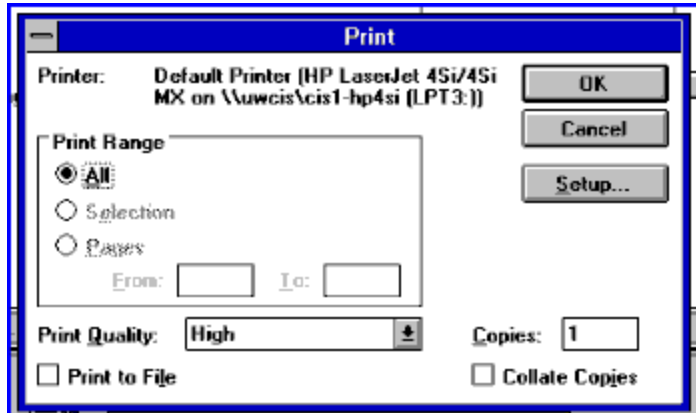 Print
Printer: Default Printer (HP LaserJet 4Si/4Si
MX on \\uwcis\cis1-hp4si (LPT3:))
OK
Cancel
Setup...
Print Range
All
Selection
Pages
From: To:
Print Quality: High
Copies: 1
Print to File
Collate Copies